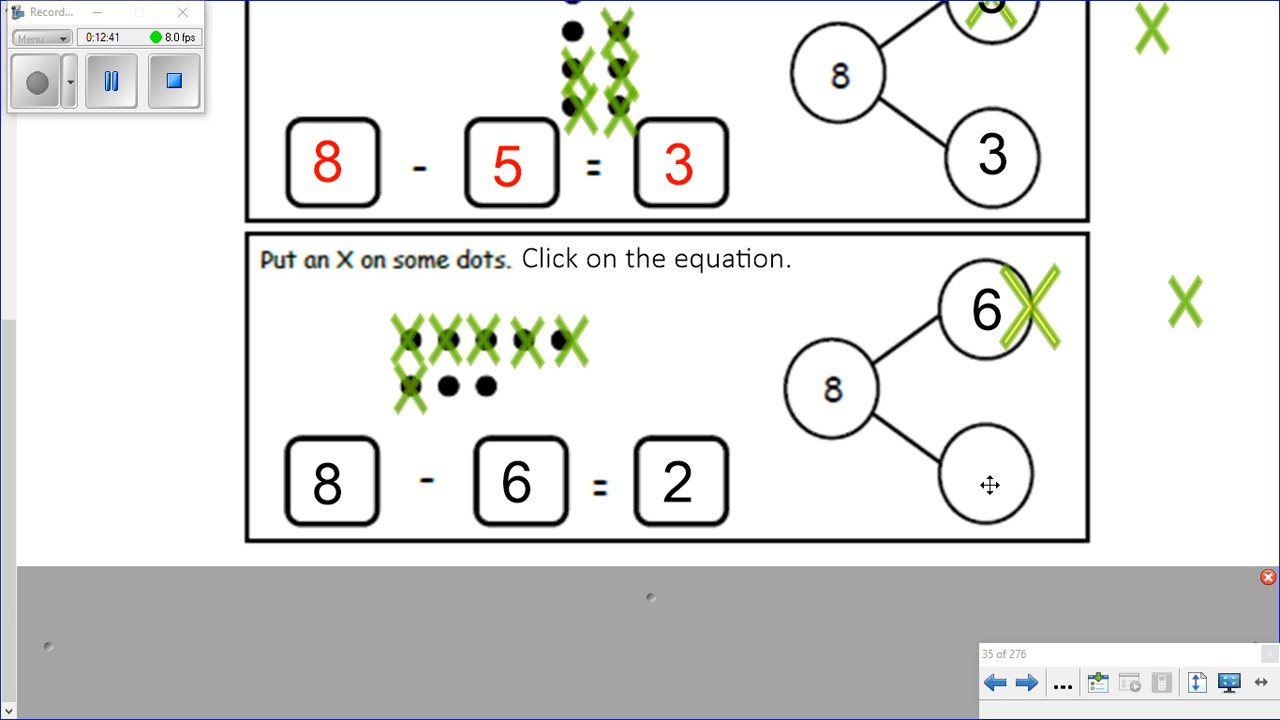 Record...
Menu 0:12:41 8.0 fps
8
3
8 - 5 = 3
Put an X on some dots. Click on the equation.
6
8
8 - 6 = 2
35 of 276